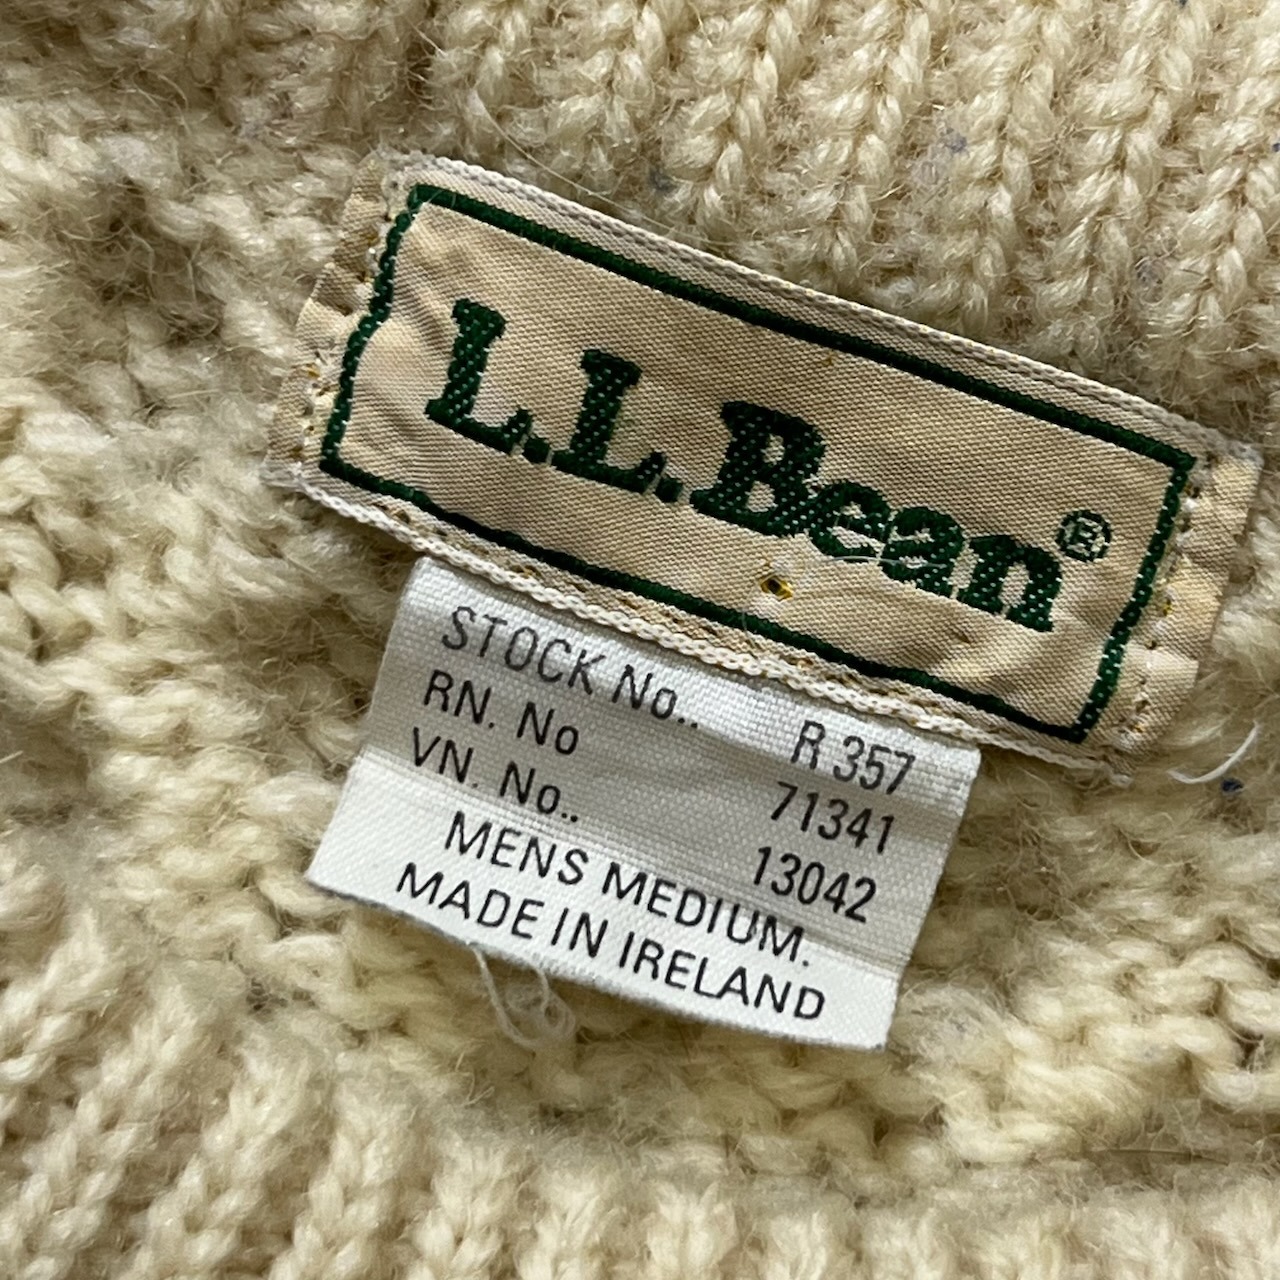 L.L.Bean®
STOCK No.. R 357
RN. No 71341
VN. No.. 13042
MENS MEDIUM.
MADE IN IRELAND